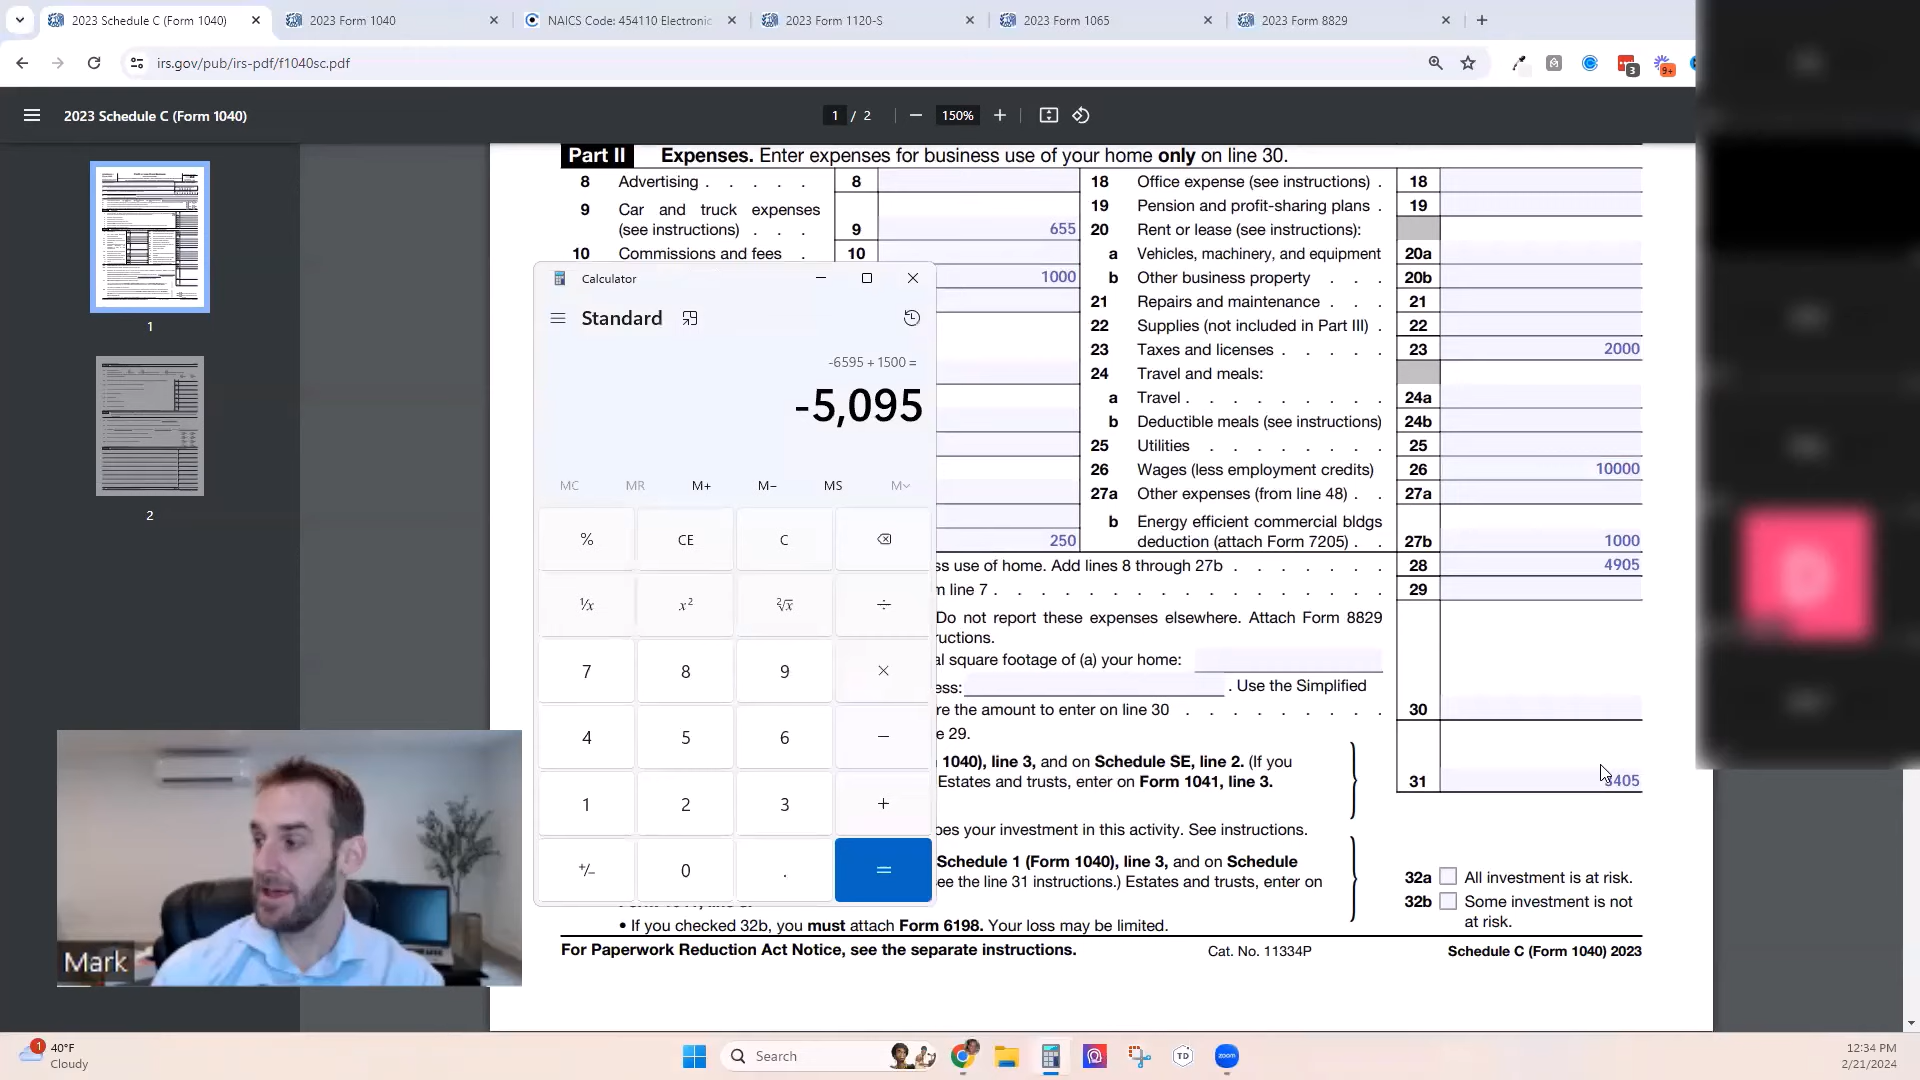 2023 Schedule C (Form 1040)
2023 Form 1040
NAICS Code: 454110 Electronic
2023 Form 1120-S
2023 Form 1065
2023 Form 8829
irs.gov/pub/irs-pdf/f1040sc.pdf
3
9+
2023 Schedule C (Form 1040)
1 / 2
150%
1
2
Part II Expenses. Enter expenses for business use of your home only on line 30.
8 Advertising . . . . . 8
9 Car and truck expenses
(see instructions) . . . 9 655
10 Commissions and fees . 10
1000
250
18 Office expense (see instructions) . 18
19 Pension and profit-sharing plans . 19
20 Rent or lease (see instructions):
a Vehicles, machinery, and equipment 20a
b Other business property . . . 20b
21 Repairs and maintenance . . . 21
22 Supplies (not included in Part III) . 22
23 Taxes and licenses . . . . . 23 2000
24 Travel and meals:
a Travel . . . . . . . . . 24a
b Deductible meals (see instructions) 24b
25 Utilities . . . . . . . . 25
26 Wages (less employment credits) 26 10000
27a Other expenses (from line 48) . . 27a
b Energy efficient commercial bldgs
deduction (attach Form 7205) . . 27b 1000
use of home. Add lines 8 through 27b . . . . . . . 28 4905
line 7 . . . . . . . . . . . . . . . . . . 29
Do not report these expenses elsewhere. Attach Form 8829
square footage of (a) your home:
. Use the Simplified
the amount to enter on line 30 . . . . . . . . . 30
29.
1040), line 3, and on Schedule SE, line 2. (If you
Estates and trusts, enter on Form 1041, line 3.
31 3405
your investment in this activity. See instructions.
Schedule 1 (Form 1040), line 3, and on Schedule
the line 31 instructions.) Estates and trusts, enter on
• If you checked 32b, you must attach Form 6198. Your loss may be limited.
32a All investment is at risk.
32b Some investment is not
at risk.
For Paperwork Reduction Act Notice, see the separate instructions.
Cat. No. 11334P
Schedule C (Form 1040) 2023
Calculator
Standard
-6595 + 1500 =
-5,095
MC MR M+ M− MS M
% CE C
1/x x² ²√x ÷
7 8 9 ×
4 5 6 −
1 2 3 +
+/− 0 . =
Mark
1
40°F
Cloudy
Search
TD
zoom
12:34 PM
2/21/2024